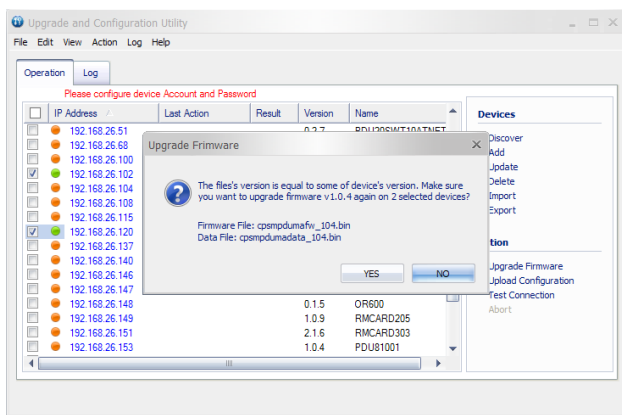 Upgrade and Configuration Utility
File Edit View Action Log Help
Operation Log
Please configure device Account and Password
IP Address Last Action Result Version Name
192.168.26.51 0.2.7 PDU20SWT10ATNET
192.168.26.68
192.168.26.100
192.168.26.102
192.168.26.104
192.168.26.108
192.168.26.115
192.168.26.120
192.168.26.137
192.168.26.140
192.168.26.146
192.168.26.147
192.168.26.148 0.1.5 OR600
192.168.26.149 1.0.9 RMCARD205
192.168.26.151 2.1.6 RMCARD303
192.168.26.153 1.0.4 PDU81001
Upgrade Frimware
The files's version is equal to some of device's version. Make sure
you want to upgrade firmware v1.0.4 again on 2 selected devices?
Firmware File: cpsmpdumafw_104.bin
Data File: cpsmpdumadata_104.bin
YES NO
Devices
Discover
Add
Update
Delete
Import
Export
tion
Upgrade Firmware
Upload Configuration
Test Connection
Abort